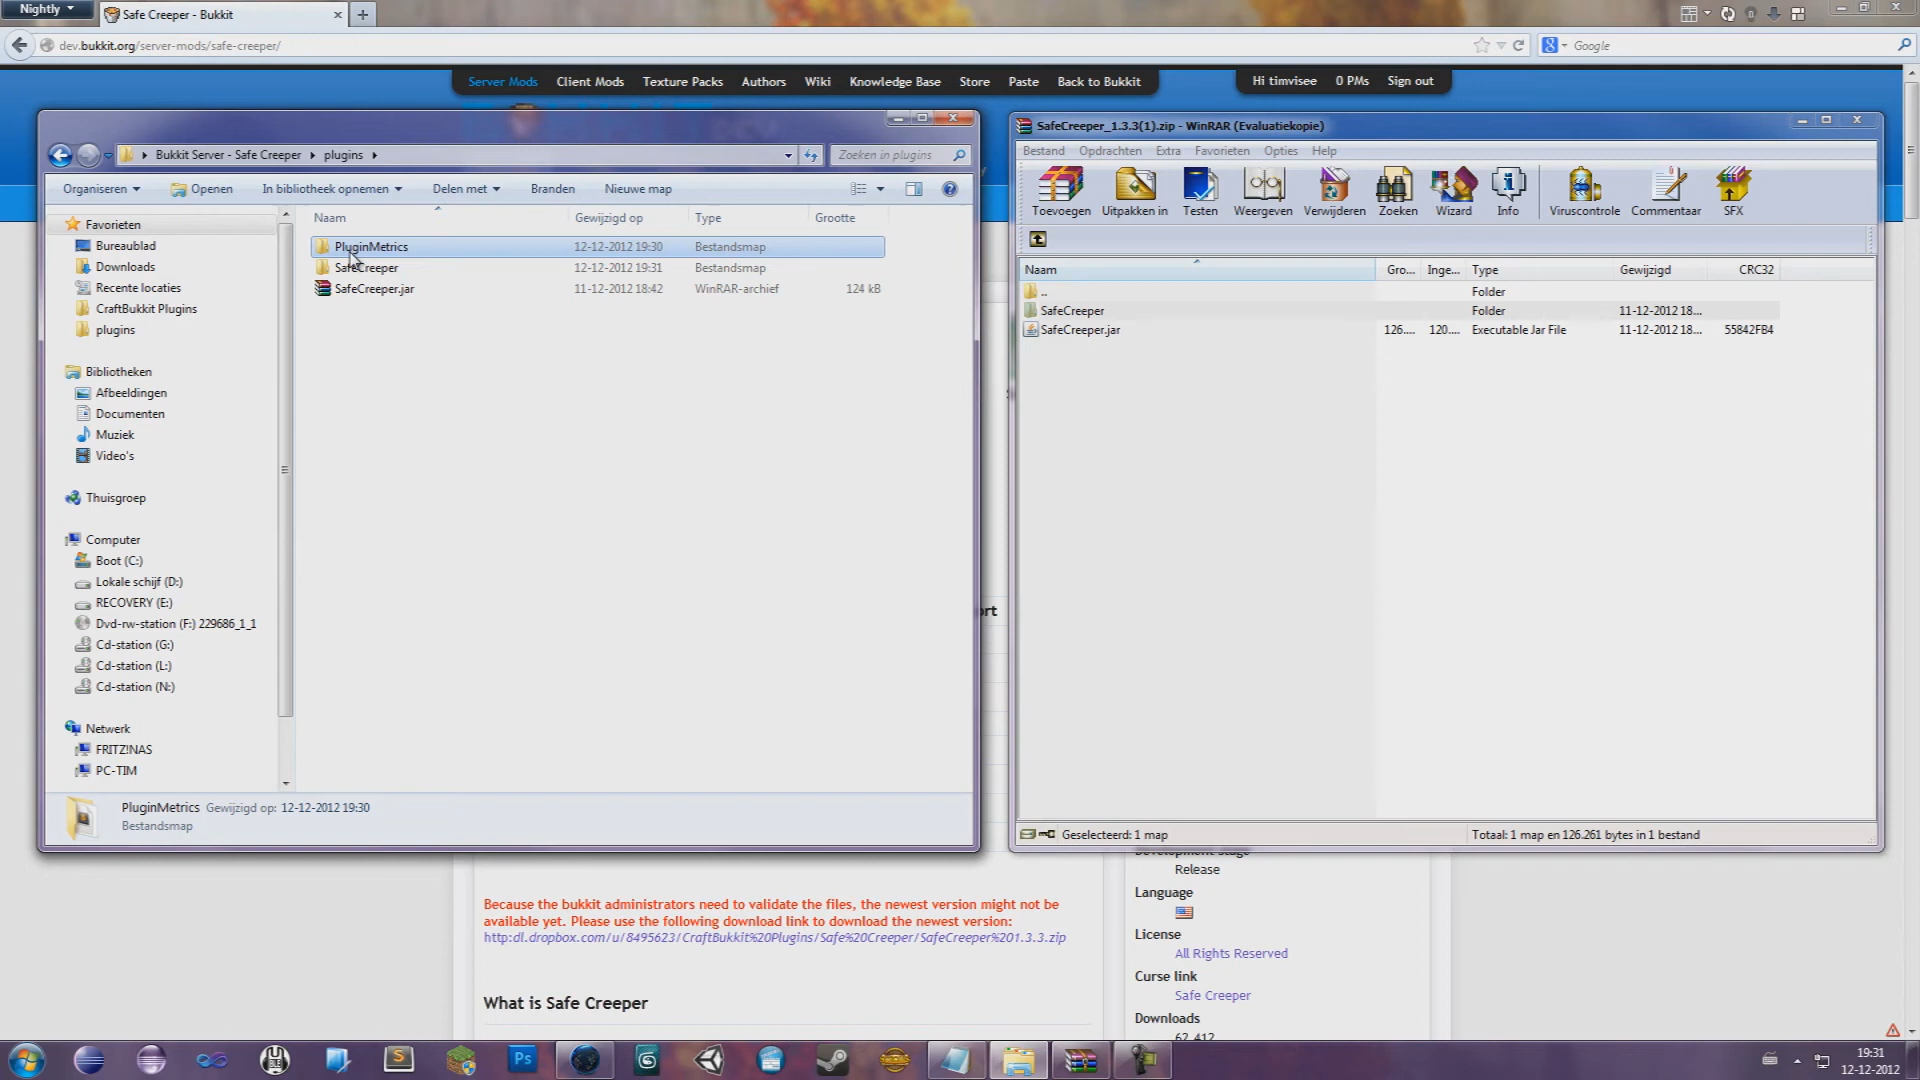 Nightly
Safe Creeper - Bukkit
dev.bukkit.org/server-mods/safe-creeper/
Google
Server Mods Client Mods Texture Packs Authors Wiki Knowledge Base Store Paste Back to Bukkit
Hi timvisee 0 PMs Sign out
Bukkit Server - Safe Creeper plugins
Zoeken in plugins
Organiseren Openen In bibliotheek opnemen Delen met Branden Nieuwe map
Favorieten
Bureaublad
Downloads
Recente locaties
CraftBukkit Plugins
plugins
Bibliotheken
Afbeeldingen
Documenten
Muziek
Video's
Thuisgroep
Computer
Boot (C:)
Lokale schijf (D:)
RECOVERY (E:)
Dvd-rw-station (F:) 229686_1_1
Cd-station (G:)
Cd-station (L:)
Cd-station (N:)
Netwerk
FRITZ!NAS
PC-TIM
Naam Gewijzigd op Type Grootte
PluginMetrics 12-12-2012 19:30 Bestandsmap
SafeCreeper 12-12-2012 19:31 Bestandsmap
SafeCreeper.jar 11-12-2012 18:42 WinRAR-archief 124 kB
PluginMetrics Gewijzigd op: 12-12-2012 19:30
Bestandsmap
SafeCreeper_1.3.3(1).zip - WinRAR (Evaluatiekopie)
Bestand Opdrachten Extra Favorieten Opties Help
Toevoegen Uitpakken in Testen Weergeven Verwijderen Zoeken Wizard Info Viruscontrole Commentaar SFX
Naam Gro... Inge... Type Gewijzigd CRC32
.. Folder
SafeCreeper Folder 11-12-2012 18...
SafeCreeper.jar 126.... 120.... Executable Jar File 11-12-2012 18... 55842FB4
Geselecteerd: 1 map
Totaal: 1 map en 126.261 bytes in 1 bestand
Because the bukkit administrators need to validate the files, the newest version might not be
available yet. Please use the following download link to download the newest version:
http:dl.dropbox.com/u/8495623/CraftBukkit%20Plugins/Safe%20Creeper/SafeCreeper%201.3.3.zip
What is Safe Creeper
Release
Language
License
All Rights Reserved
Curse link
Safe Creeper
Downloads
62,412
Ps
19:31
12-12-2012